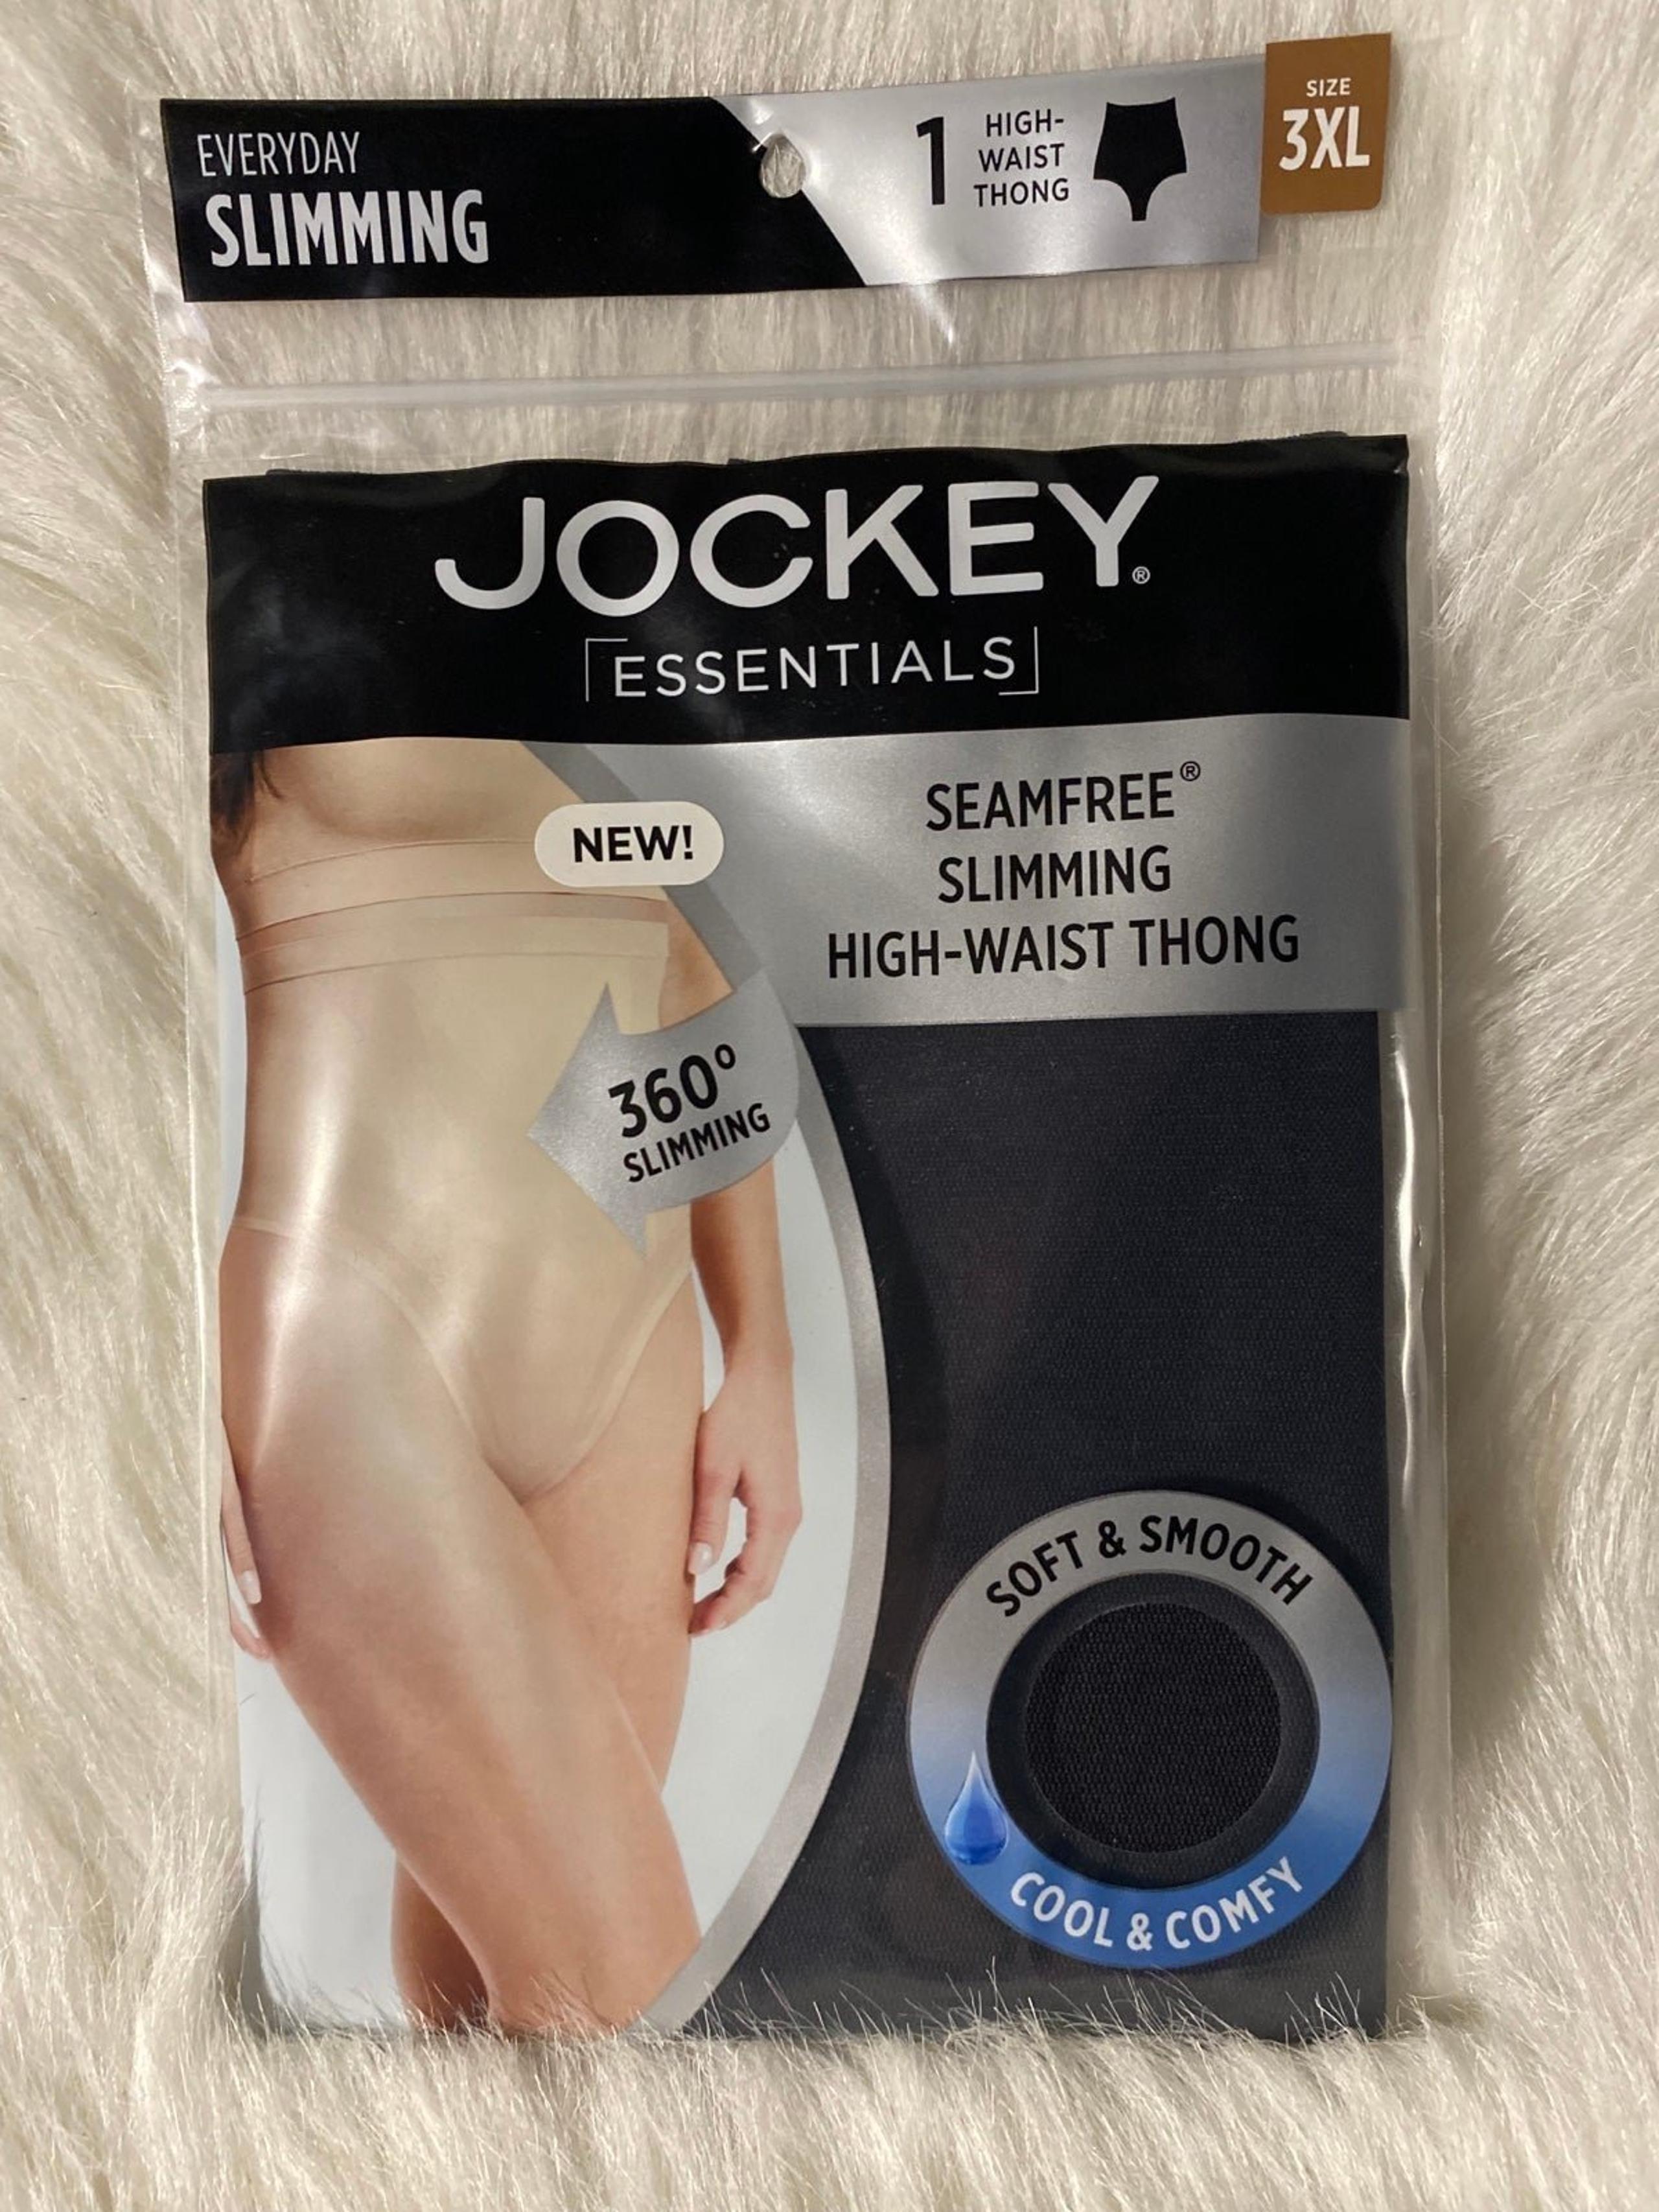 EVERYDAY
SLIMMING
1
HIGH-
WAIST
THONG
SIZE
3XL
JOCKEY®
ESSENTIALS
NEW!
SEAMFREE®
SLIMMING
HIGH-WAIST THONG
360°
SLIMMING
SOFT & SMOOTH
COOL & COMFY